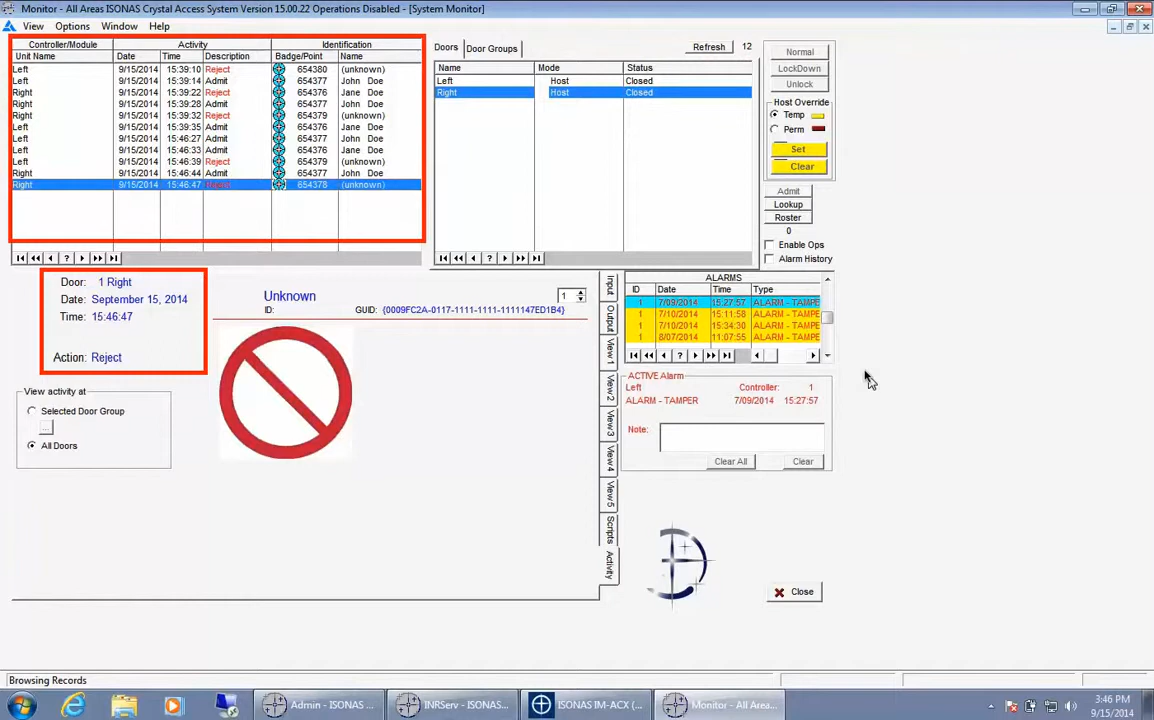 Monitor - All Areas ISONAS Crystal Access System Version 15.00.22 Operations Disabled - [System Monitor]
View Options Window Help
Controller/Module Activity Identification
Unit Name Date Time Description Badge/Point Name
Left 9/15/2014 15:39:10 Reject 654380 (unknown)
Left 9/15/2014 15:39:14 Admit 654377 John Doe
Right 9/15/2014 15:39:22 Reject 654376 Jane Doe
Right 9/15/2014 15:39:28 Admit 654377 John Doe
Right 9/15/2014 15:39:32 Reject 654379 (unknown)
Left 9/15/2014 15:39:35 Admit 654376 Jane Doe
Left 9/15/2014 15:46:27 Admit 654377 John Doe
Left 9/15/2014 15:46:33 Admit 654376 Jane Doe
Left 9/15/2014 15:46:39 Reject 654379 (unknown)
Right 9/15/2014 15:46:44 Admit 654377 John Doe
Right 9/15/2014 15:46:47 Reject 654378 (unknown)
Doors Door Groups Refresh 12
Name Mode Status
Left Host Closed
Right Host Closed
Normal
LockDown
Unlock
Host Override
Temp
Perm
Set
Clear
Admit
Lookup
Roster
0
Enable Ops
Alarm History
Door: 1 Right
Date: September 15, 2014
Time: 15:46:47
Action: Reject
View activity at
Selected Door Group
...
All Doors
Unknown 1
ID: GUID: {0009FC2A-0117-1111-1111-1111147ED1B4}
Input
Output
View 1
View 2
View 3
View 4
View 5
Scripts
Activity
ALARMS
ID Date Time Type
1 7/09/2014 15:27:57 ALARM - TAMPE
1 7/10/2014 15:11:58 ALARM - TAMPE
1 7/10/2014 15:34:30 ALARM - TAMPE
1 8/07/2014 11:07:55 ALARM - TAMPE
ACTIVE Alarm
Left Controller: 1
ALARM - TAMPER 7/09/2014 15:27:57
Note:
Clear All Clear
Close
Browsing Records
Admin - ISONAS ...
INRServ - ISONAS...
ISONAS IM-ACX (...
Monitor - All Area...
3:46 PM
9/15/2014